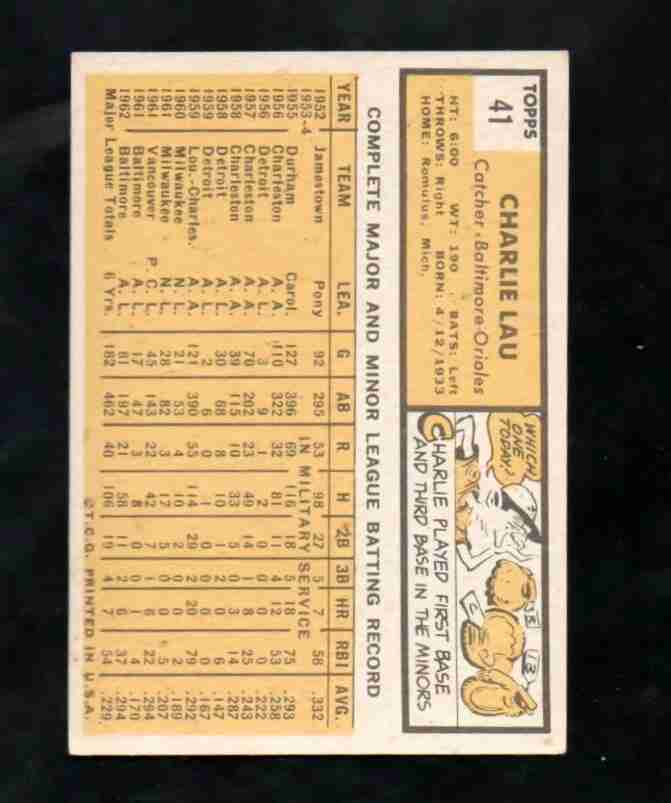 TOPPS
41
CHARLIE LAU
Catcher - Baltimore Orioles
HT: 6:00 WT: 190 BATS: Left
THROWS: Right BORN: 4/12/1933
HOME: Romulus, Mich.
WHICH ONE TODAY?
C
3B
1B
CHARLIE PLAYED FIRST BASE
AND THIRD BASE IN THE MINORS
COMPLETE MAJOR AND MINOR LEAGUE BATTING RECORD
YEAR TEAM LEA. G AB R H 2B 3B HR RBI AVG.
1952 Jamestown Pony 92 295 53 98 27 5 7 58 .332
1953-4 IN MILITARY SERVICE
1955 Durham Carol. 127 396 69 116 18 5 18 75 .293
1956 Charleston A. A. 110 322 32 81 11 4 12 53 .258
1956 Detroit A. L. 3 9 1 2 0 0 0 0 .222
1957 Charleston A. A. 70 202 23 49 14 1 8 25 .243
1958 Charleston A. A. 39 115 10 33 5 0 3 14 .287
1958 Detroit A. L. 30 68 8 10 1 2 0 6 .147
1959 Detroit A. L. 2 6 0 1 0 0 0 0 .167
1959 Lou.-Charles. A. A. 121 390 55 114 29 2 20 79 .292
1960 Milwaukee N. L. 21 53 4 10 2 0 0 2 .189
1961 Milwaukee N. L. 28 82 3 17 5 0 0 5 .207
1961 Vancouver P. C. L. 45 143 22 42 7 1 6 22 .294
1961 Baltimore A. L. 17 47 3 8 0 0 1 4 .170
1962 Baltimore A. L. 81 197 21 58 11 2 6 37 .294
Major League Totals 6 Yrs. 182 462 40 106 19 4 7 54 .229
©T.C.G. PRINTED IN U.S.A.